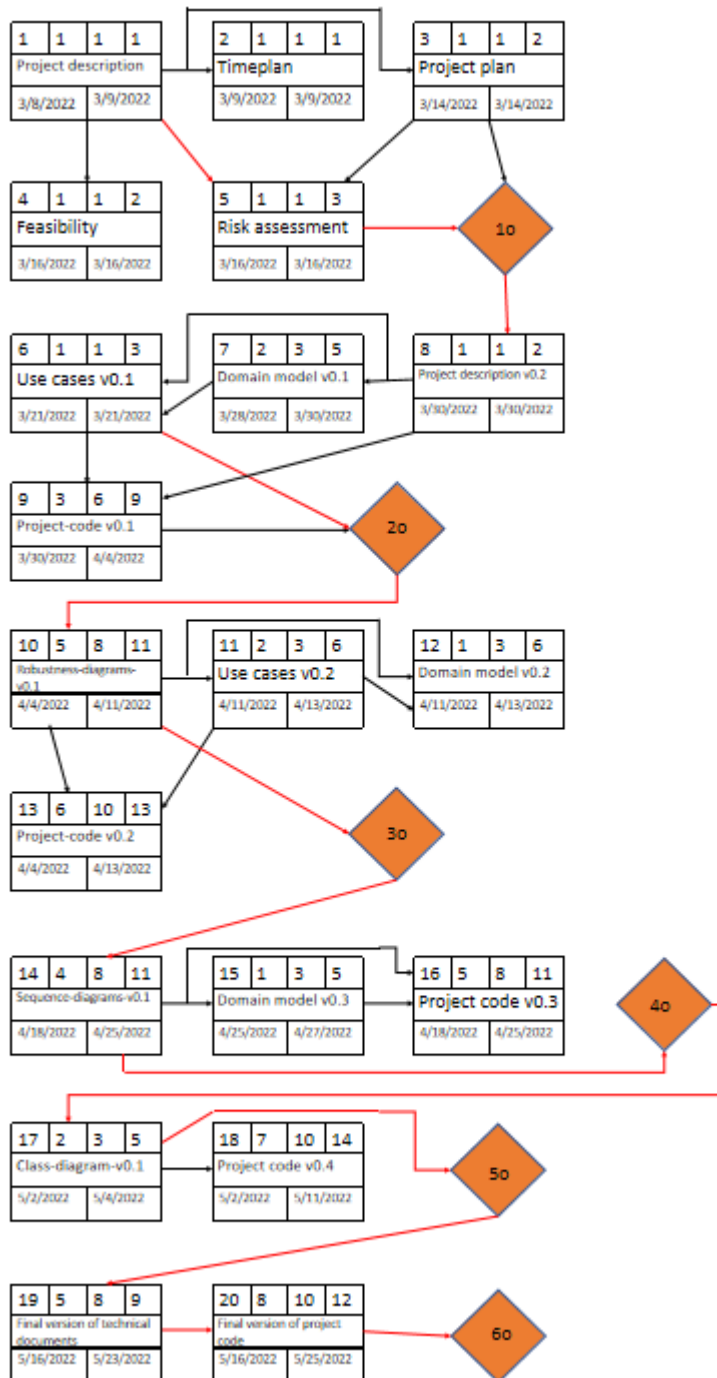 1 1 1 1
Project description
3/8/2022 3/9/2022
2 1 1 1
Timeplan
3/9/2022 3/9/2022
3 1 1 2
Project plan
3/14/2022 3/14/2022
4 1 1 2
Feasibility
3/16/2022 3/16/2022
5 1 1 3
Risk assessment
3/16/2022 3/16/2022
1o
6 1 1 3
Use cases v0.1
3/21/2022 3/21/2022
7 2 3 5
Domain model v0.1
3/28/2022 3/30/2022
8 1 1 2
Project description v0.2
3/30/2022 3/30/2022
9 3 6 9
Project-code v0.1
3/30/2022 4/4/2022
2o
10 5 8 11
Robustness-diagrams-
v0.1
4/4/2022 4/11/2022
11 2 3 6
Use cases v0.2
4/11/2022 4/13/2022
12 1 3 6
Domain model v0.2
4/11/2022 4/13/2022
13 6 10 13
Project-code v0.2
4/4/2022 4/13/2022
3o
14 4 8 11
Sequence-diagrams-v0.1
4/18/2022 4/25/2022
15 1 3 5
Domain model v0.3
4/25/2022 4/27/2022
16 5 8 11
Project code v0.3
4/18/2022 4/25/2022
4o
17 2 3 5
Class-diagram-v0.1
5/2/2022 5/4/2022
18 7 10 14
Project code v0.4
5/2/2022 5/11/2022
5o
19 5 8 9
Final version of technical
documents
5/16/2022 5/23/2022
20 8 10 12
Final version of project
code
5/16/2022 5/25/2022
6o